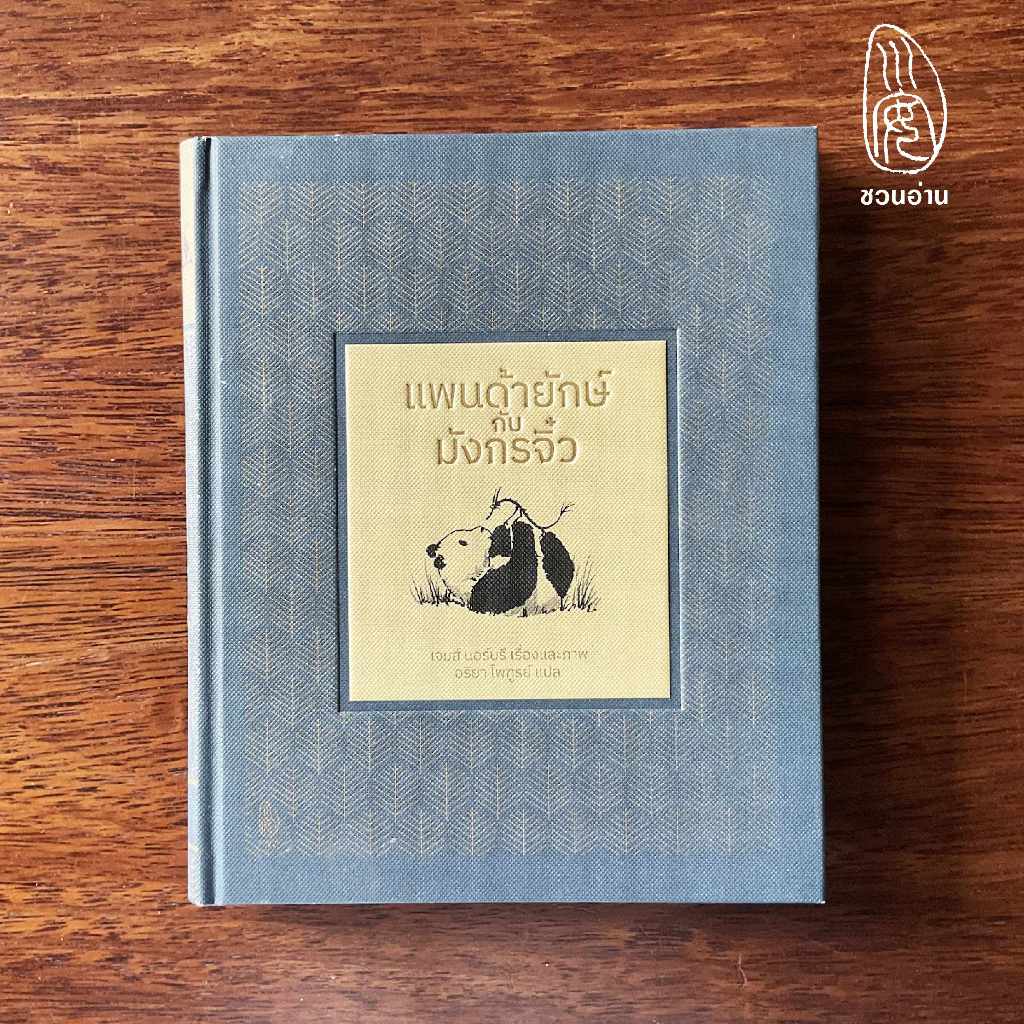 ชวนอ่าน
แพนด้ายักษ์
กับ
มังกรจิ๋ว
เจมส์ นอร์บรี เรื่องและภาพ
อริยา ไพฑูรย์ แปล